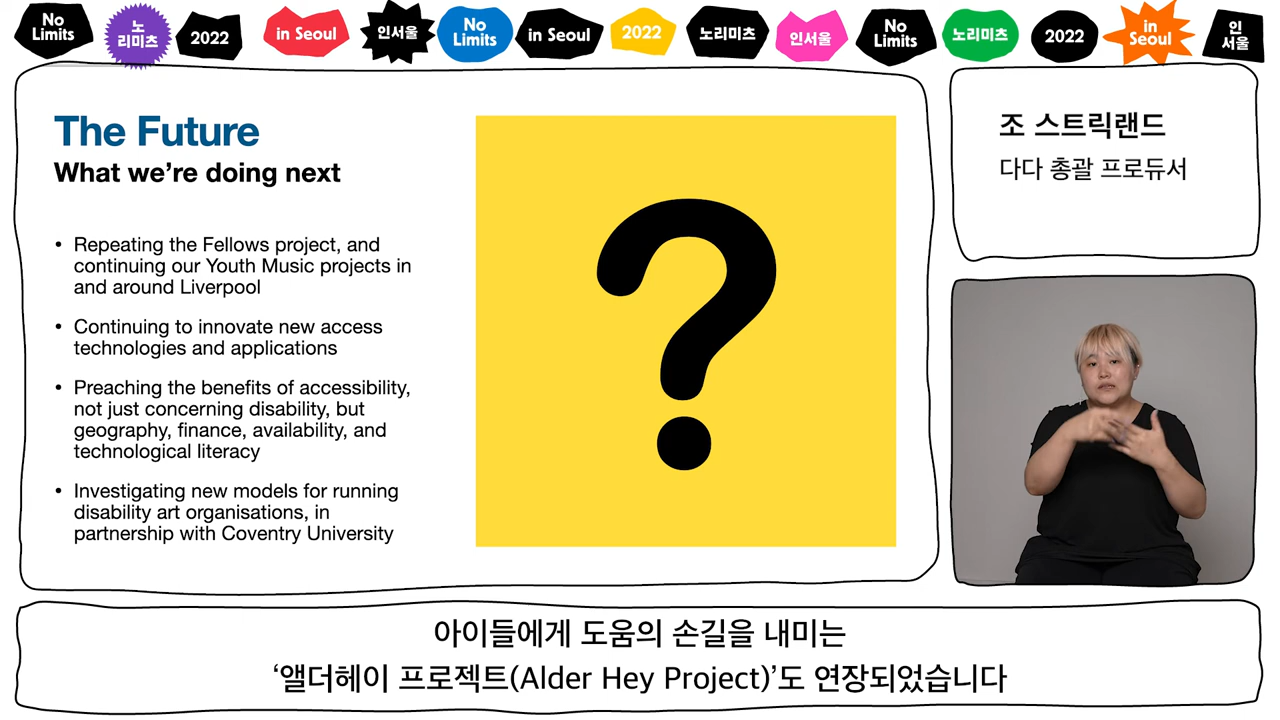 No
Limits
노
리미츠
2022
in Seoul
인서울
No
Limits
in Seoul
2022
노리미츠
인서울
No
Limits
노리미츠
2022
in
Seoul
인
서울
The Future
What we're doing next
• Repeating the Fellows project, and
continuing our Youth Music projects in
and around Liverpool
• Continuing to innovate new access
technologies and applications
• Preaching the benefits of accessibility,
not just concerning disability, but
geography, finance, availability, and
technological literacy
• Investigating new models for running
disability art organisations, in
partnership with Coventry University
?
조 스트릭랜드
다다 총괄 프로듀서
아이들에게 도움의 손길을 내미는
‘앨더헤이 프로젝트(Alder Hey Project)’도 연장되었습니다